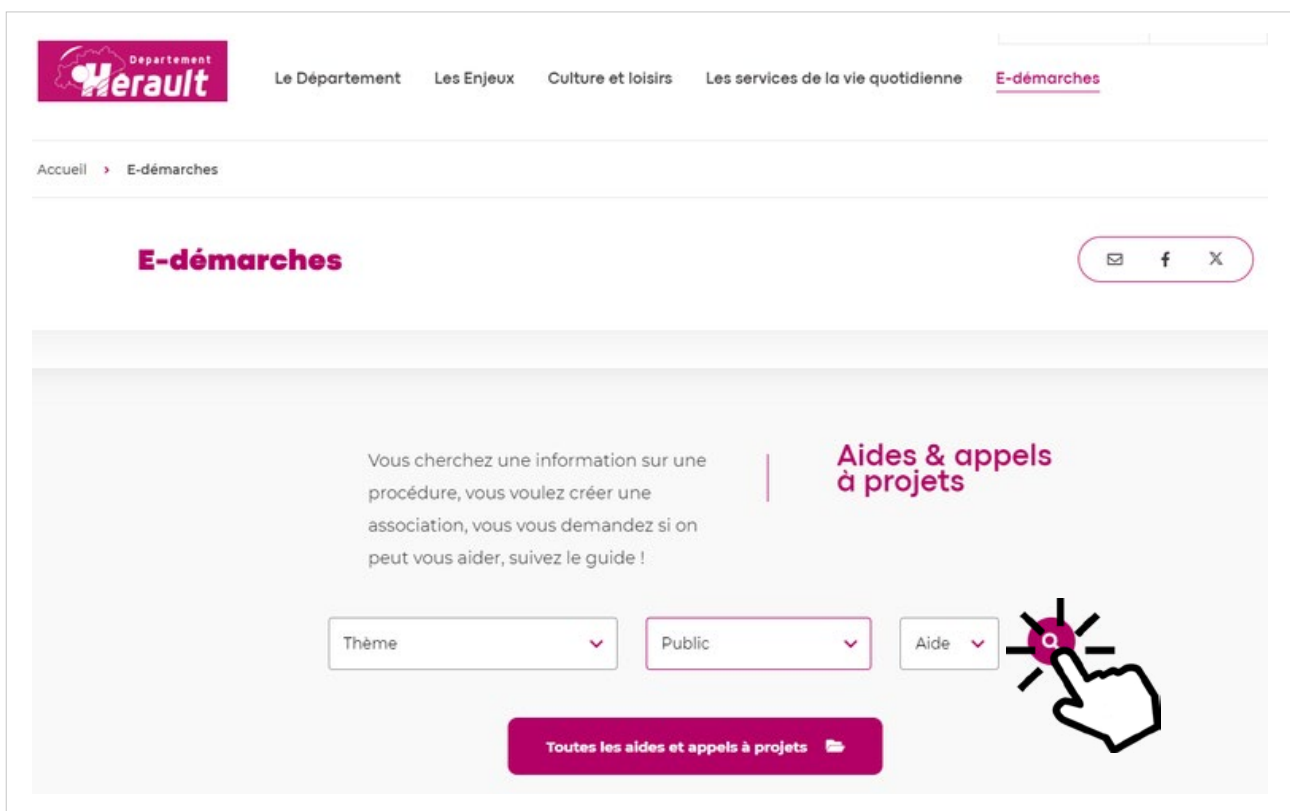 Departement
Herault
Le Département Les Enjeux Culture et loisirs Les services de la vie quotidienne E-démarches
Accueil > E-démarches
E-démarches
Vous cherchez une information sur une
procédure, vous voulez créer une
association, vous vous demandez si on
peut vous aider, suivez le guide !
Aides & appels
à projets
Thème Public Aide
Toutes les aides et appels à projets